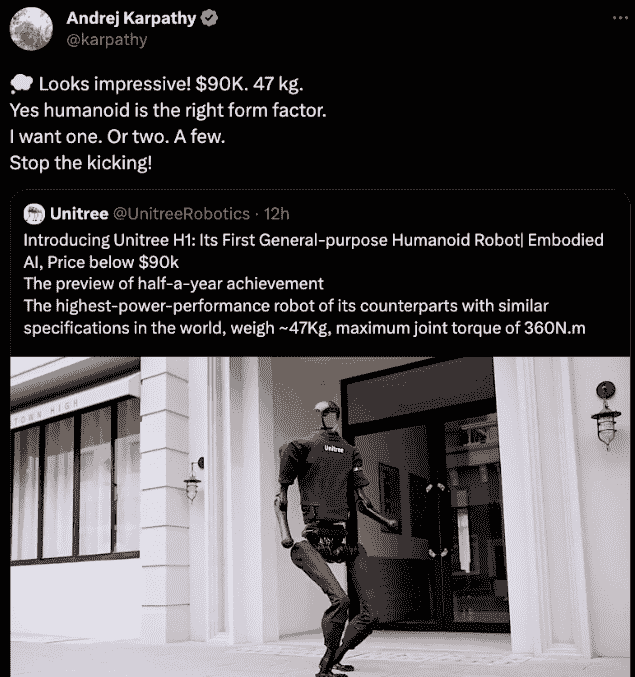 Andrej Karpathy
@karpathy
💭 Looks impressive! $90K. 47 kg.
Yes humanoid is the right form factor.
I want one. Or two. A few.
Stop the kicking!
Unitree @UnitreeRobotics · 12h
Introducing Unitree H1: Its First General-purpose Humanoid Robot| Embodied
AI, Price below $90k
The preview of half-a-year achievement
The highest-power-performance robot of its counterparts with similar
specifications in the world, weigh ~47Kg, maximum joint torque of 360N.m
TOWN HIGH
Unitree